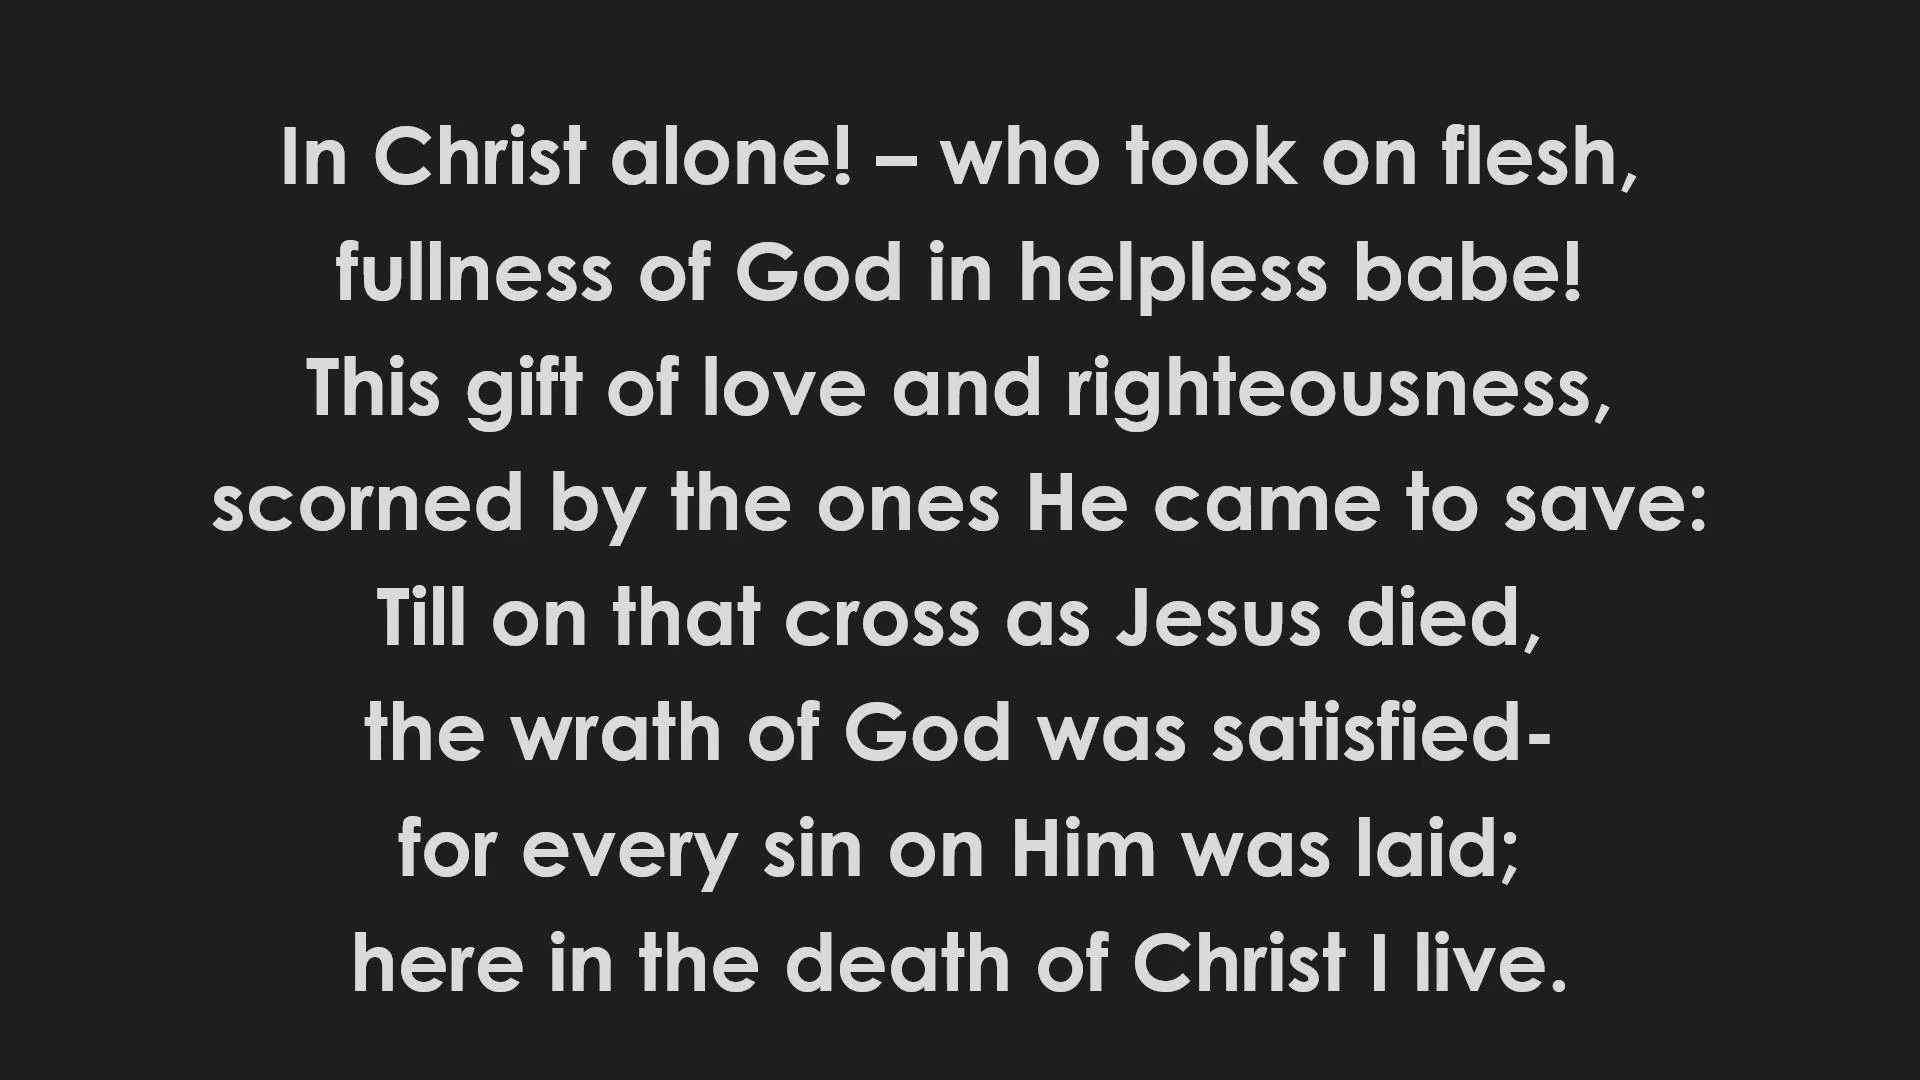 In Christ alone! – who took on flesh,
fullness of God in helpless babe!
This gift of love and righteousness,
scorned by the ones He came to save:
Till on that cross as Jesus died,
the wrath of God was satisfied-
for every sin on Him was laid;
here in the death of Christ I live.